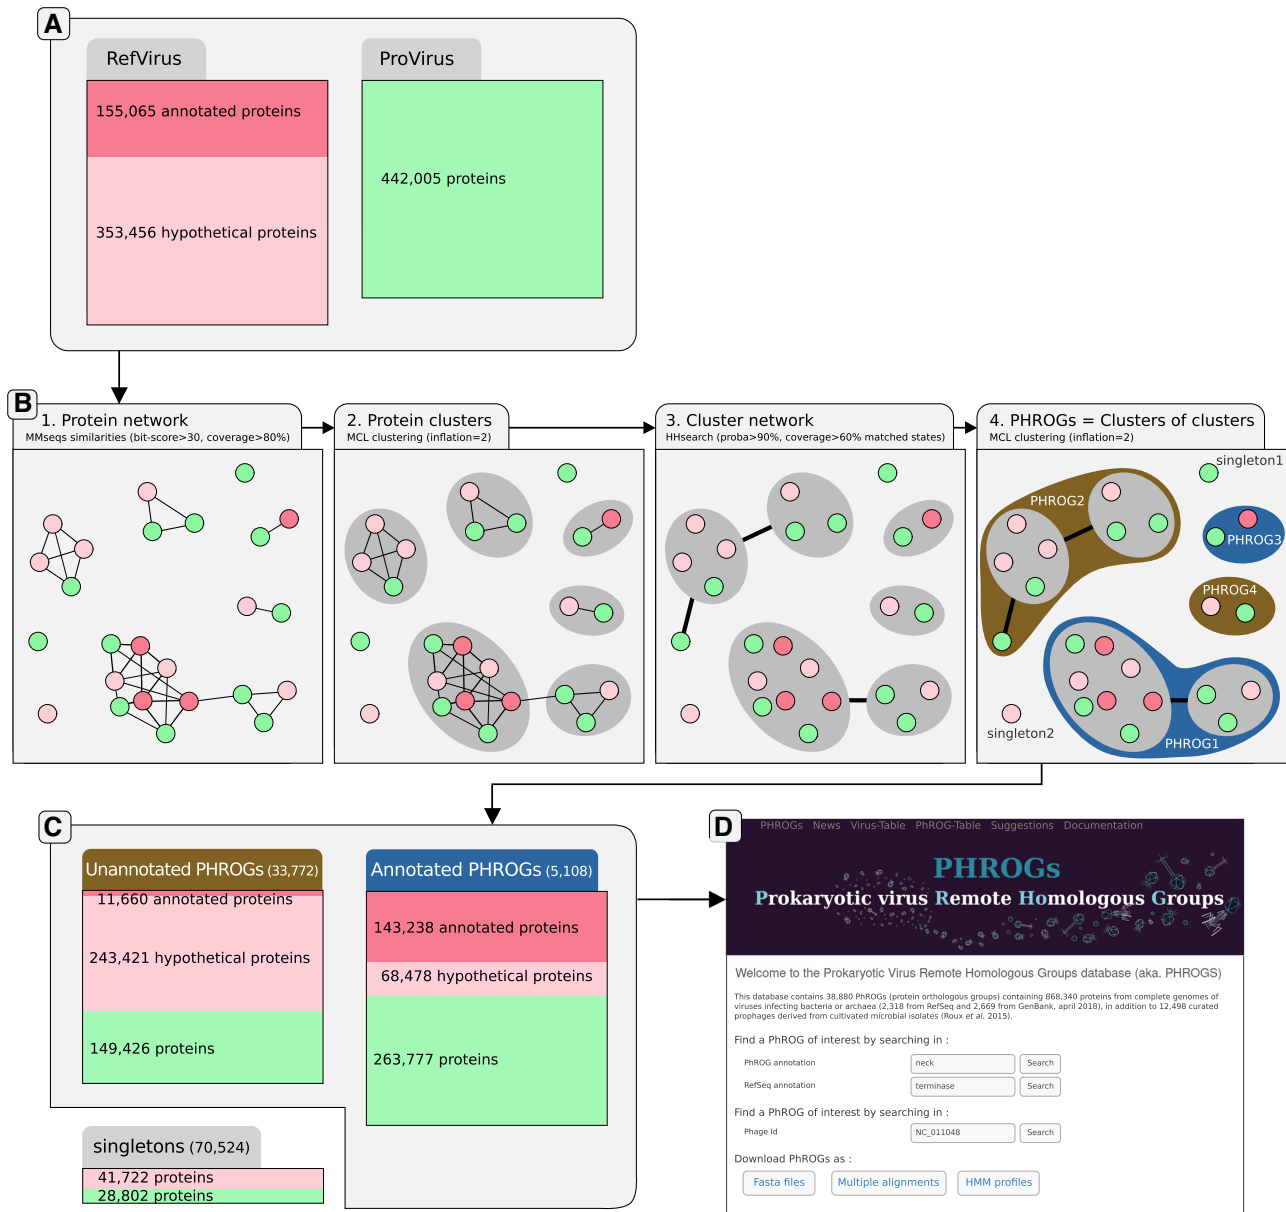 A
RefVirus
ProVirus
155,065 annotated proteins
353,456 hypothetical proteins
442,005 proteins
B
1. Protein network
MMseqs similarities (bit-score>30, coverage>80%)
2. Protein clusters
MCL clustering (inflation=2)
3. Cluster network
HHsearch (proba>90%, coverage>60% matched states)
4. PHROGs = Clusters of clusters
MCL clustering (inflation=2)
singleton1
PHROG2
PHROG3
PHROG4
singleton2
PHROG1
C
Unannotated PHROGs (33,772)
11,660 annotated proteins
243,421 hypothetical proteins
149,426 proteins
Annotated PHROGs (5,108)
143,238 annotated proteins
68,478 hypothetical proteins
263,777 proteins
singletons (70,524)
41,722 proteins
28,802 proteins
D
PHROGs News Virus-Table PhROG-Table Suggestions Documentation
PHROGs
Prokaryotic virus Remote Homologous Groups
Welcome to the Prokaryotic Virus Remote Homologous Groups database (aka. PHROGS)
This database contains 38,880 PhROGs (protein orthologous groups) containing 868,340 proteins from complete genomes of
viruses infecting bacteria or archaea (2,318 from RefSeq and 2,669 from GenBank, april 2018), in addition to 12,498 curated
prophages derived from cultivated microbial isolates (Roux et al. 2015).
Find a PhROG of interest by searching in :
PhROG annotation neck Search
RefSeq annotation terminase Search
Find a PhROG of interest by searching in :
Phage Id NC_011048 Search
Download PhROGs as :
Fasta files Multiple alignments HMM profiles